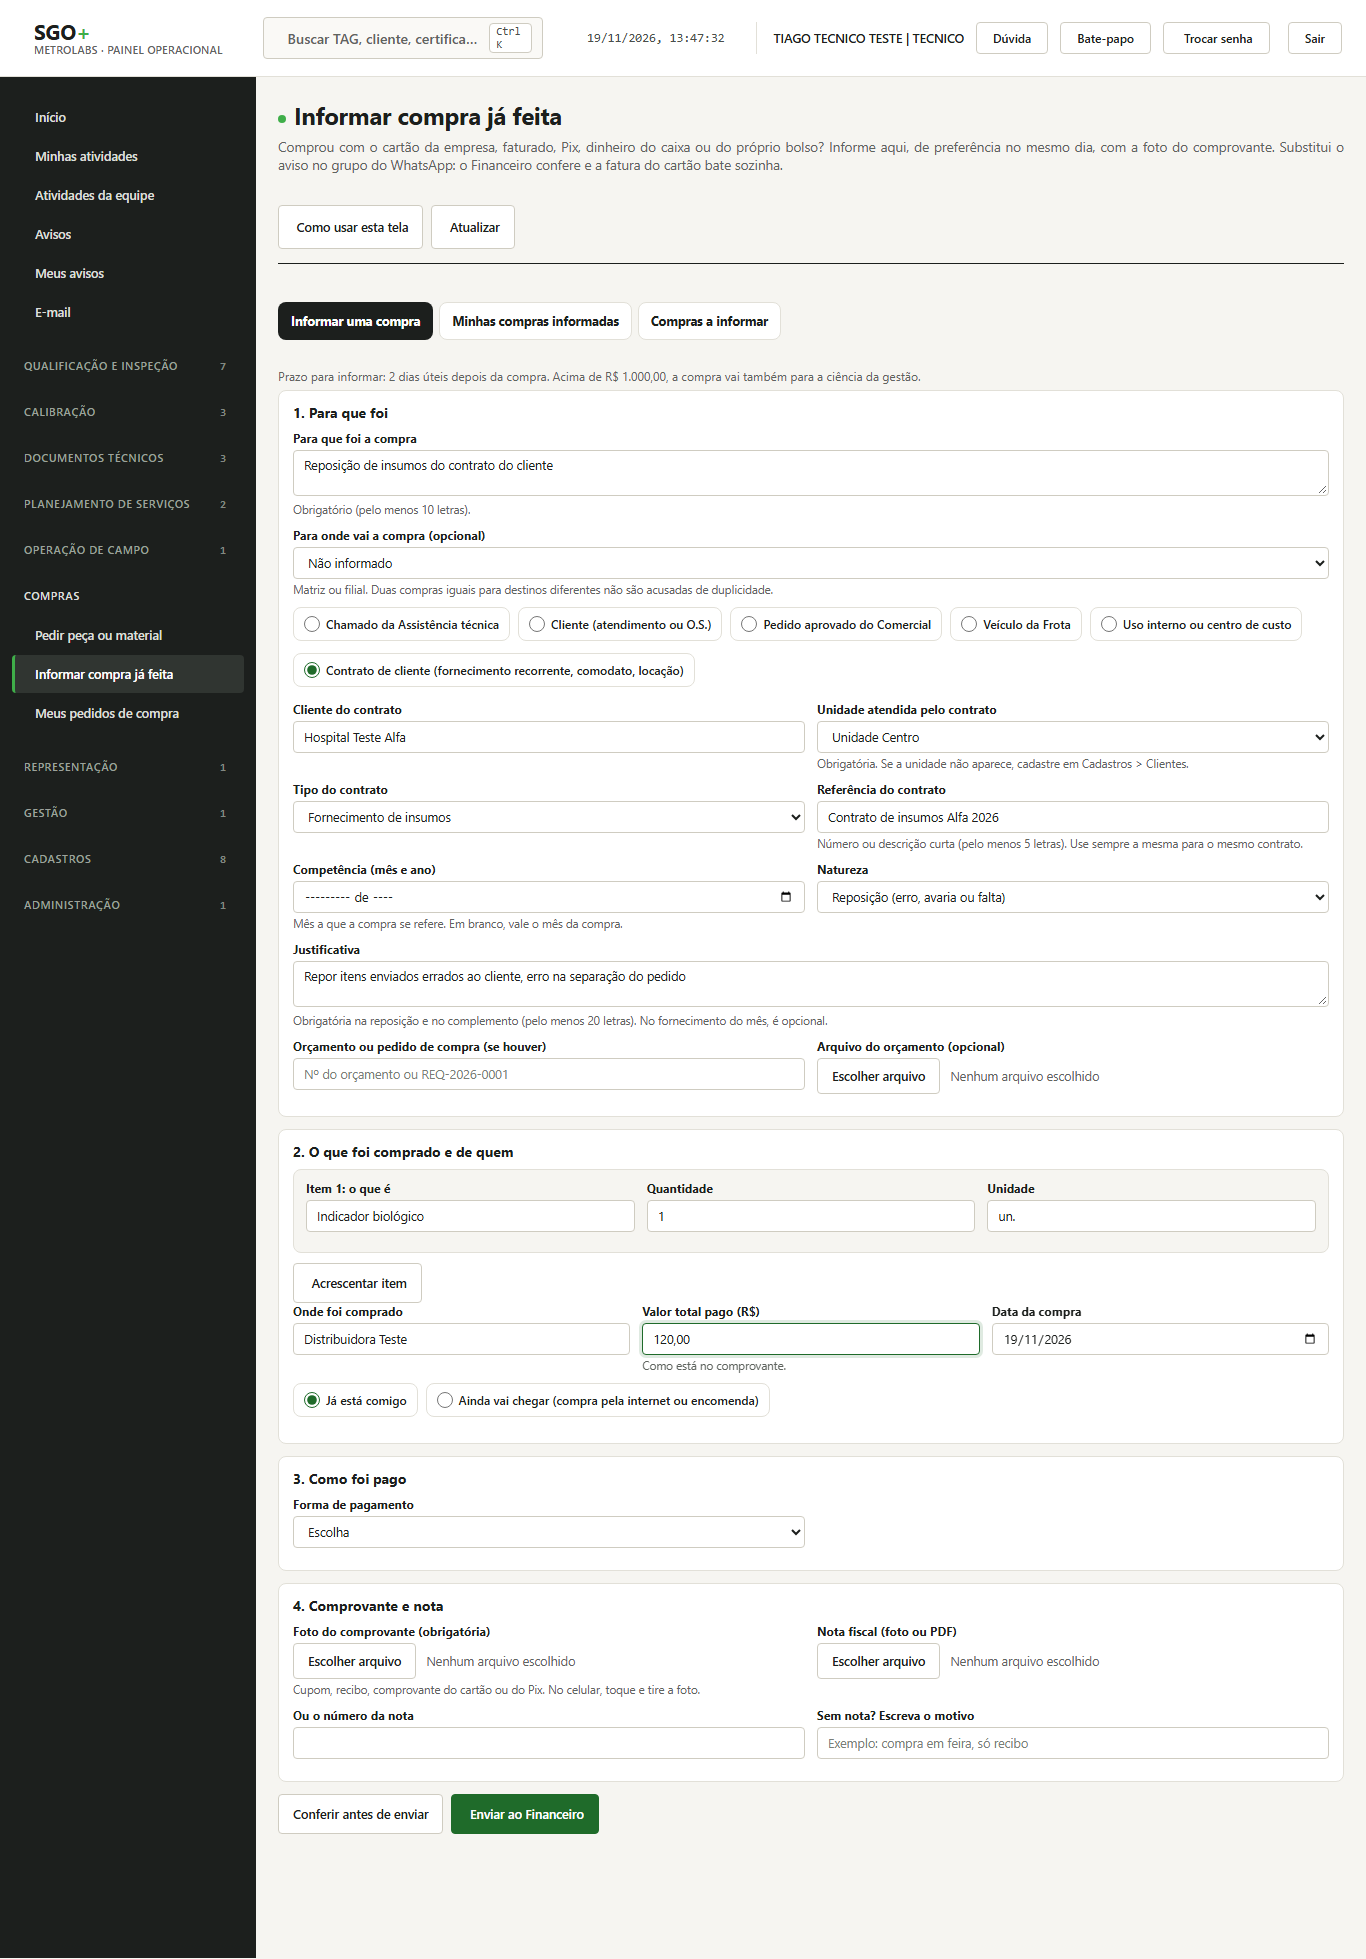 SGO+
METROLABS · PAINEL OPERACIONAL
Buscar TAG, cliente, certifica...
Ctrl K
19/11/2026, 13:47:32
TIAGO TECNICO TESTE | TECNICO
Dúvida
Bate-papo
Trocar senha
Sair
Início
Minhas atividades
Atividades da equipe
Avisos
Meus avisos
E-mail
QUALIFICAÇÃO E INSPEÇÃO 7
CALIBRAÇÃO 3
DOCUMENTOS TÉCNICOS 3
PLANEJAMENTO DE SERVIÇOS 2
OPERAÇÃO DE CAMPO 1
COMPRAS
Pedir peça ou material
Informar compra já feita
Meus pedidos de compra
REPRESENTAÇÃO 1
GESTÃO 1
CADASTROS 8
ADMINISTRAÇÃO 1
Informar compra já feita
Comprou com o cartão da empresa, faturado, Pix, dinheiro do caixa ou do próprio bolso? Informe aqui, de preferência no mesmo dia, com a foto do comprovante. Substitui o
aviso no grupo do WhatsApp: o Financeiro confere e a fatura do cartão bate sozinha.
Como usar esta tela
Atualizar
Informar uma compra
Minhas compras informadas
Compras a informar
Prazo para informar: 2 dias úteis depois da compra. Acima de R$ 1.000,00, a compra vai também para a ciência da gestão.
1. Para que foi
Para que foi a compra
Reposição de insumos do contrato do cliente
Obrigatório (pelo menos 10 letras).
Para onde vai a compra (opcional)
Não informado
Matriz ou filial. Duas compras iguais para destinos diferentes não são acusadas de duplicidade.
Chamado da Assistência técnica
Cliente (atendimento ou O.S.)
Pedido aprovado do Comercial
Veículo da Frota
Uso interno ou centro de custo
Contrato de cliente (fornecimento recorrente, comodato, locação)
Cliente do contrato
Hospital Teste Alfa
Unidade atendida pelo contrato
Unidade Centro
Obrigatória. Se a unidade não aparece, cadastre em Cadastros > Clientes.
Tipo do contrato
Fornecimento de insumos
Referência do contrato
Contrato de insumos Alfa 2026
Número ou descrição curta (pelo menos 5 letras). Use sempre a mesma para o mesmo contrato.
Competência (mês e ano)
--------- de ----
Mês a que a compra se refere. Em branco, vale o mês da compra.
Natureza
Reposição (erro, avaria ou falta)
Justificativa
Repor itens enviados errados ao cliente, erro na separação do pedido
Obrigatória na reposição e no complemento (pelo menos 20 letras). No fornecimento do mês, é opcional.
Orçamento ou pedido de compra (se houver)
Nº do orçamento ou REQ-2026-0001
Arquivo do orçamento (opcional)
Escolher arquivo Nenhum arquivo escolhido
2. O que foi comprado e de quem
Item 1: o que é
Indicador biológico
Quantidade
1
Unidade
un.
Acrescentar item
Onde foi comprado
Distribuidora Teste
Valor total pago (R$)
120,00
Como está no comprovante.
Data da compra
19/11/2026
Já está comigo
Ainda vai chegar (compra pela internet ou encomenda)
3. Como foi pago
Forma de pagamento
Escolha
4. Comprovante e nota
Foto do comprovante (obrigatória)
Escolher arquivo Nenhum arquivo escolhido
Cupom, recibo, comprovante do cartão ou do Pix. No celular, toque e tire a foto.
Nota fiscal (foto ou PDF)
Escolher arquivo Nenhum arquivo escolhido
Ou o número da nota
Sem nota? Escreva o motivo
Exemplo: compra em feira, só recibo
Conferir antes de enviar
Enviar ao Financeiro